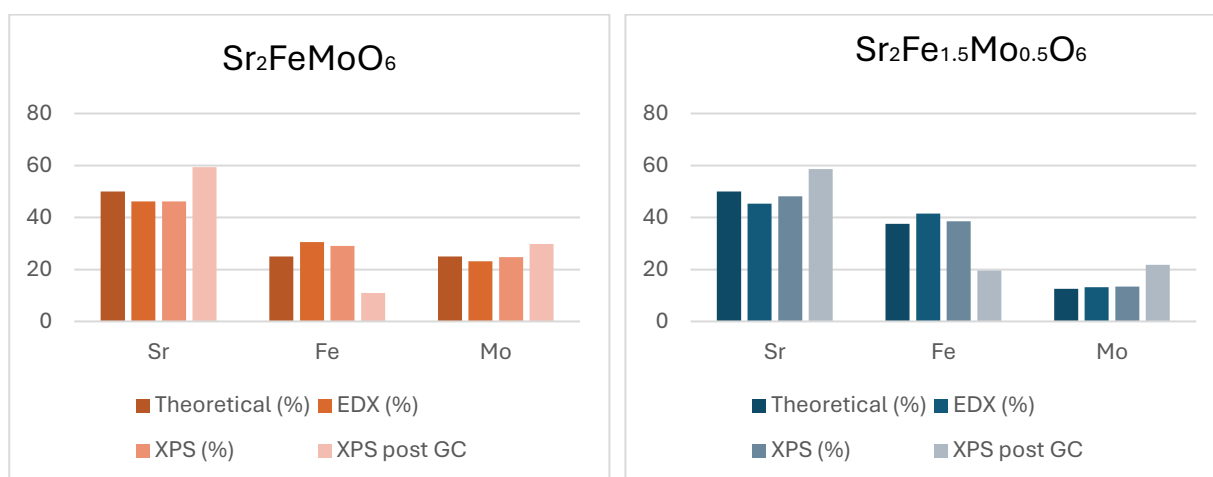 Sr₂FeMoO₆
80
60
40
20
0
Sr Fe Mo
Theoretical (%) EDX (%)
XPS (%) XPS post GC
Sr₂Fe₁.₅Mo₀.₅O₆
80
60
40
20
0
Sr Fe Mo
Theoretical (%) EDX (%)
XPS (%) XPS post GC